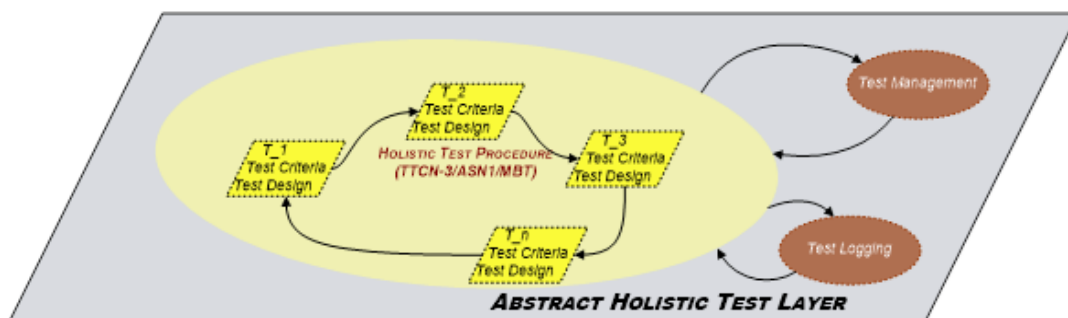 T_2
Test Criteria
Test Design
Test Management
T_1
Test Criteria
Test Design
HOLISTIC TEST PROCEDURE
(TTCN-3/ASN1/MBT)
T_3
Test Criteria
Test Design
T_n
Test Criteria
Test Design
Test Logging
ABSTRACT HOLISTIC TEST LAYER